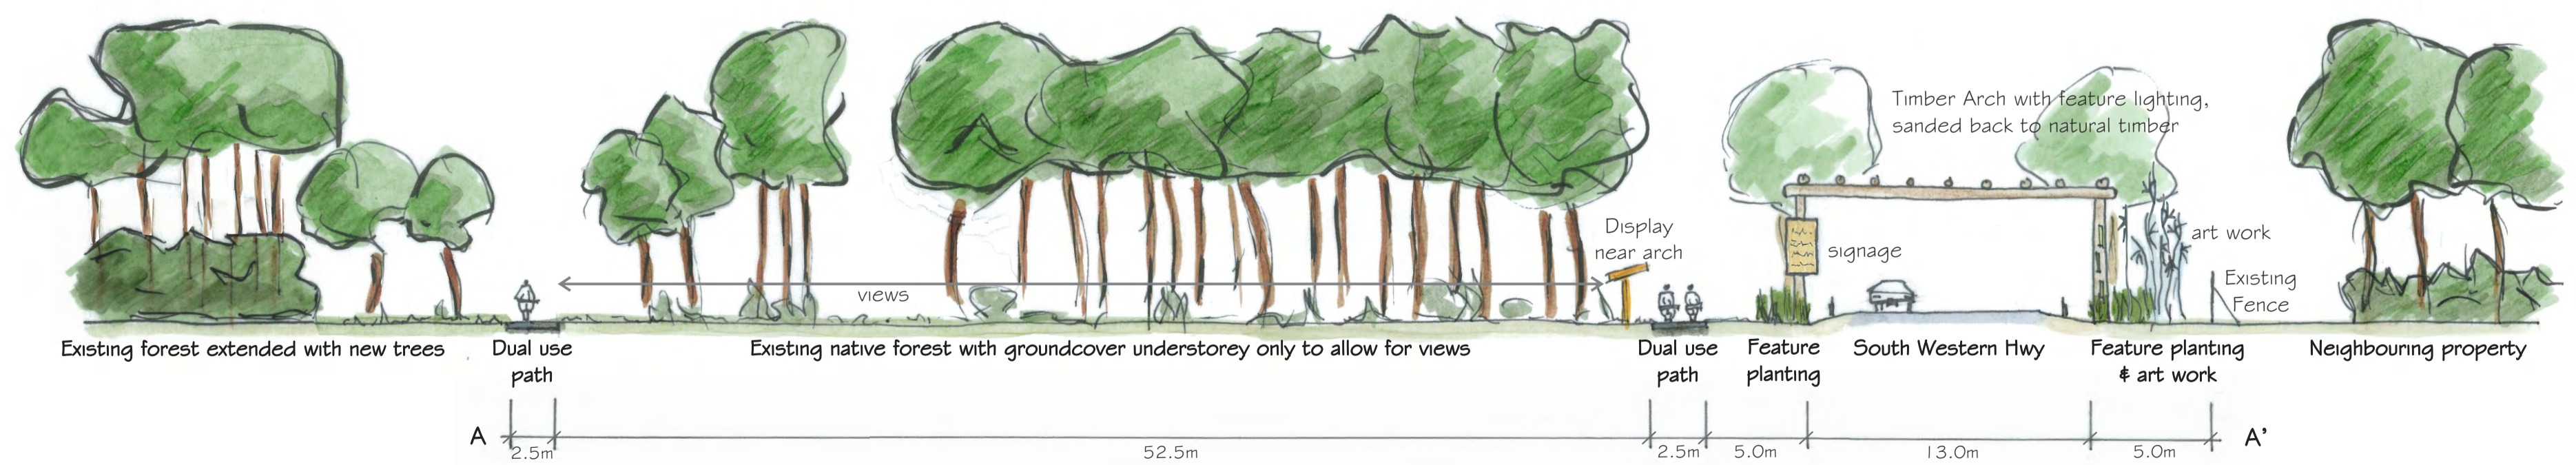 Timber Arch with feature lighting,
sanded back to natural timber
Display
near arch
signage
art work
Existing
Fence
views
Existing forest extended with new trees
Dual use
path
Existing native forest with groundcover understorey only to allow for views
Dual use
path
Feature
planting
South Western Hwy
Feature planting
& art work
Neighbouring property
A
2.5m
52.5m
2.5m
5.0m
13.0m
5.0m
A'